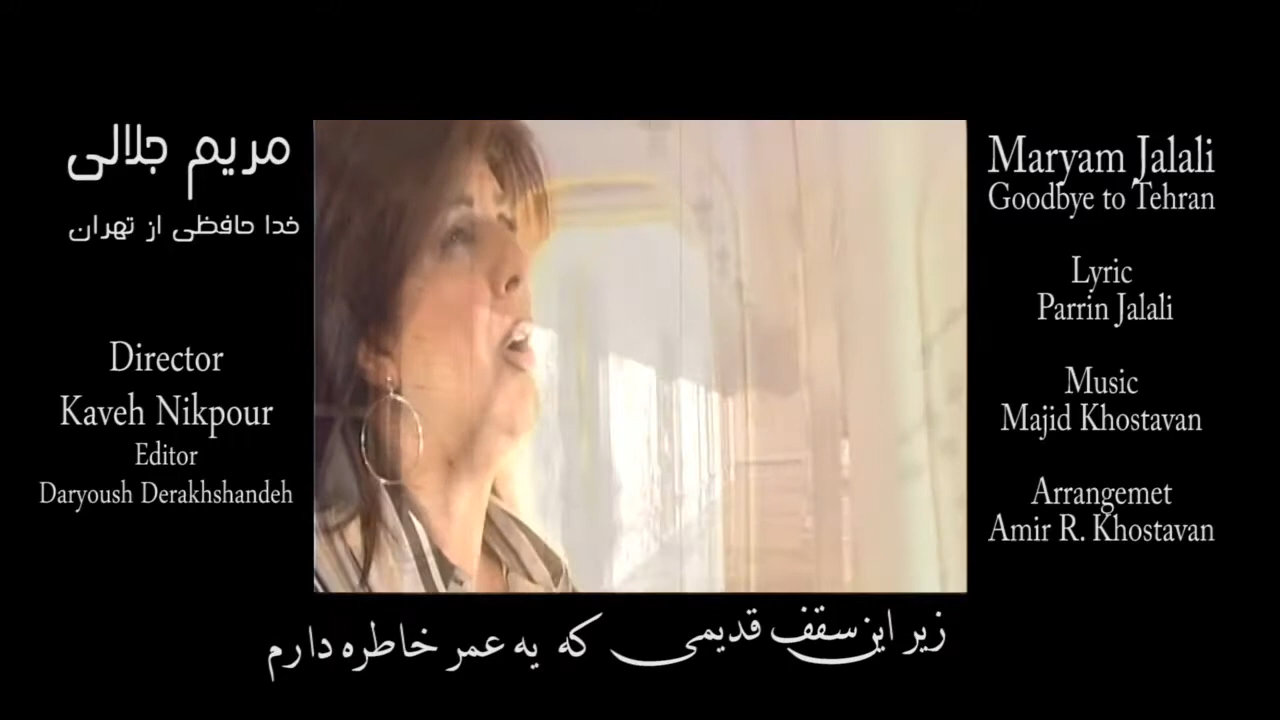 مریم جلالی
خدا حافظی از تهران
Director
Kaveh Nikpour
Editor
Daryoush Derakhshandeh
Maryam Jalali
Goodbye to Tehran
Lyric
Parrin Jalali
Music
Majid Khostavan
Arrangemet
Amir R. Khostavan
زیر این سقف قدیمی که یه عمر خاطره دارم